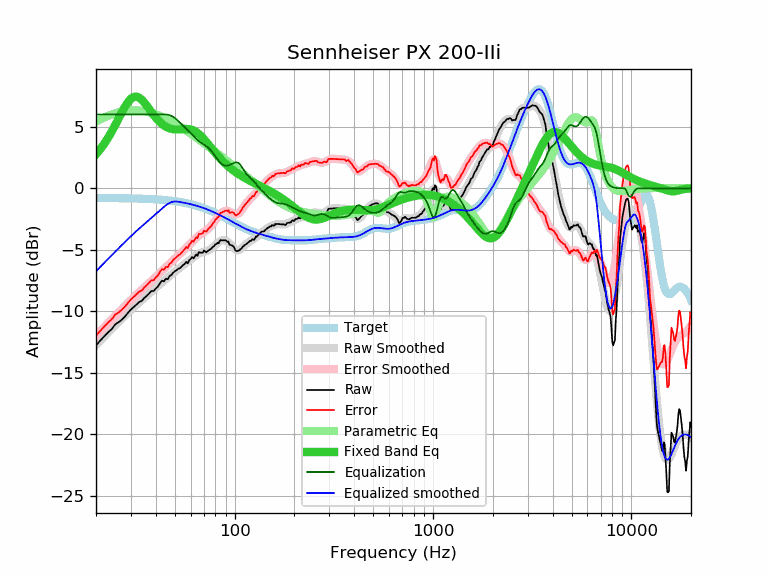 Sennheiser PX 200-IIi
Amplitude (dBr)
5
0
−5
−10
−15
−20
−25
Target
Raw Smoothed
Error Smoothed
Raw
Error
Parametric Eq
Fixed Band Eq
Equalization
Equalized smoothed
100 1000 10000
Frequency (Hz)